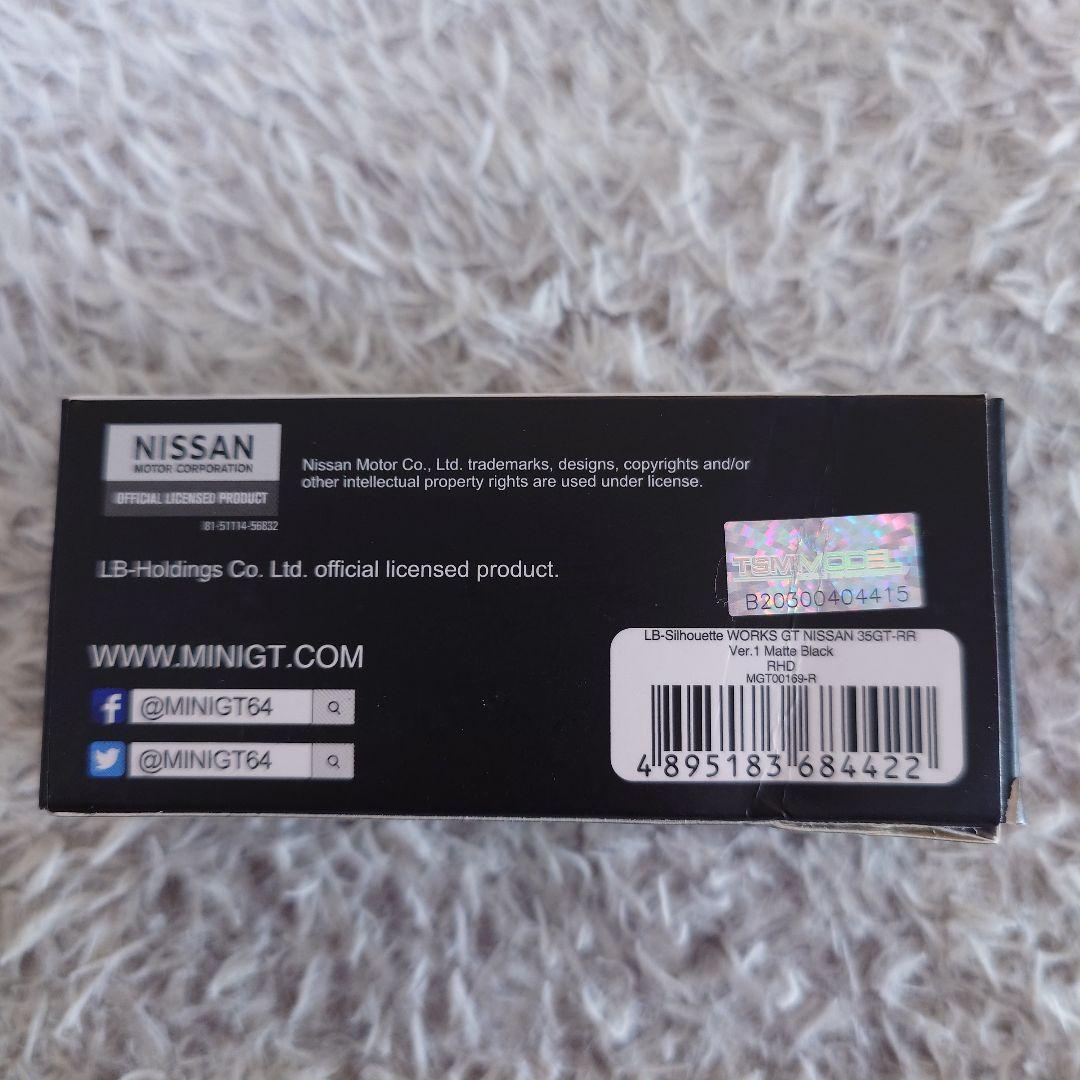 NISSAN
MOTOR CORPORATION
OFFICIAL LICENSED PRODUCT
81-51114-56832
Nissan Motor Co., Ltd. trademarks, designs, copyrights and/or
other intellectual property rights are used under license.
LB-Holdings Co. Ltd. official licensed product.
TSM MODEL
B20300404415
WWW.MINIGT.COM
@MINIGT64
@MINIGT64
LB-Silhouette WORKS GT NISSAN 35GT-RR
Ver.1 Matte Black
RHD
MGT00169-R
4 895183 684422